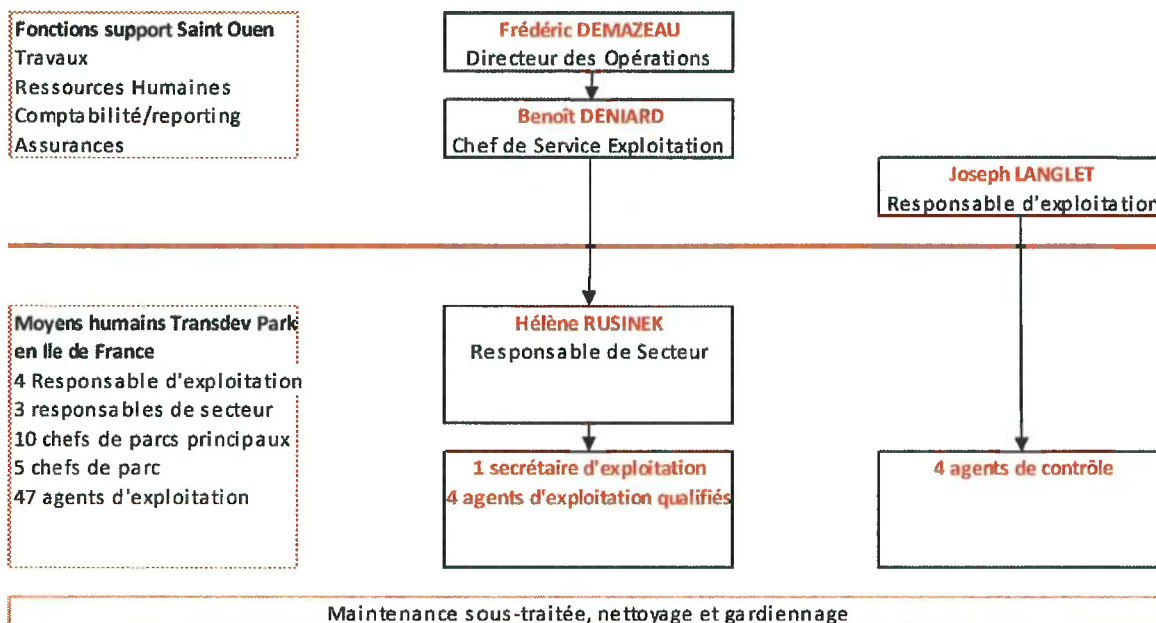 Fonctions support Saint Ouen
Travaux
Ressources Humaines
Comptabilité/reporting
Assurances
Frédéric DEMAZEAU
Directeur des Opérations
Benoît DENIARD
Chef de Service Exploitation
Joseph LANGLET
Responsable d'exploitation
Moyens humains Transdev Park
en Ile de France
4 Responsable d'exploitation
3 responsables de secteur
10 chefs de parcs principaux
5 chefs de parc
47 agents d'exploitation
Hélène RUSINEK
Responsable de Secteur
1 secrétaire d'exploitation
4 agents d'exploitation qualifiés
4 agents de contrôle
Maintenance sous-traitée, nettoyage et gardiennage